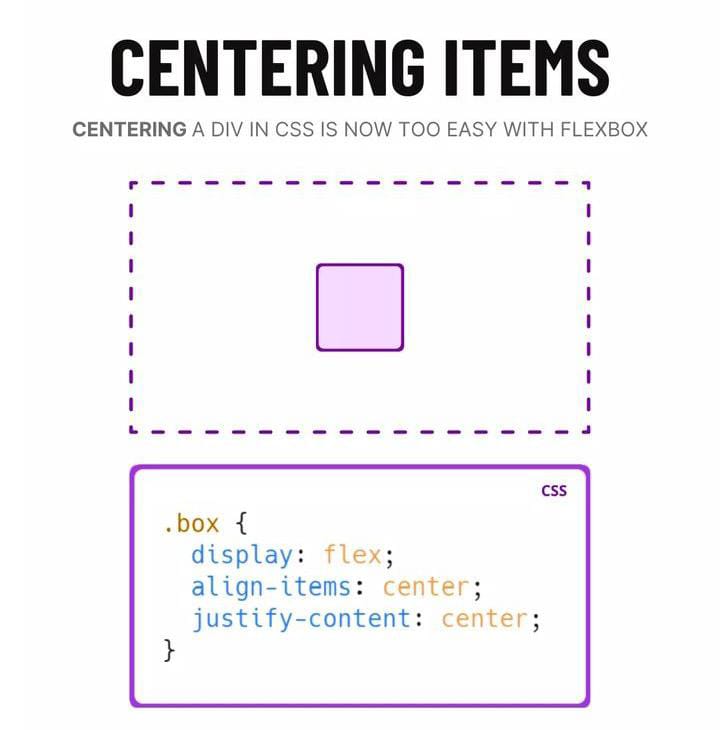 CENTERING ITEMS
CENTERING A DIV IN CSS IS NOW TOO EASY WITH FLEXBOX
CSS
.box {
  display: flex;
  align-items: center;
  justify-content: center;
}